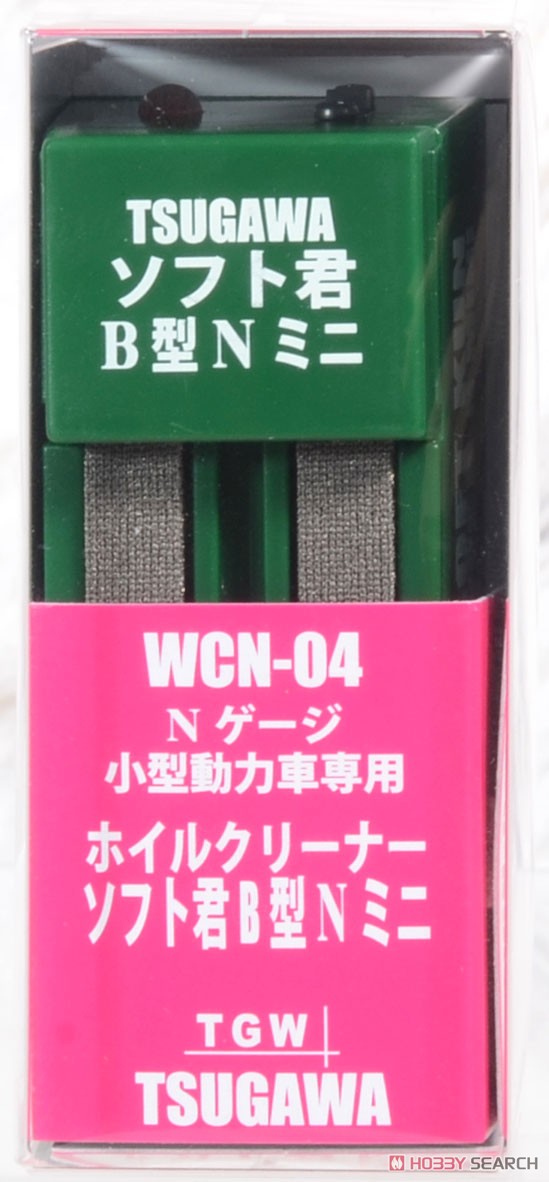 TSUGAWA
ソフト君
B型Nミニ
WCN-04
Nゲージ
小型動力車専用
ホイルクリーナー
ソフト君B型Nミニ
TGW
TSUGAWA
HOBBY SEARCH